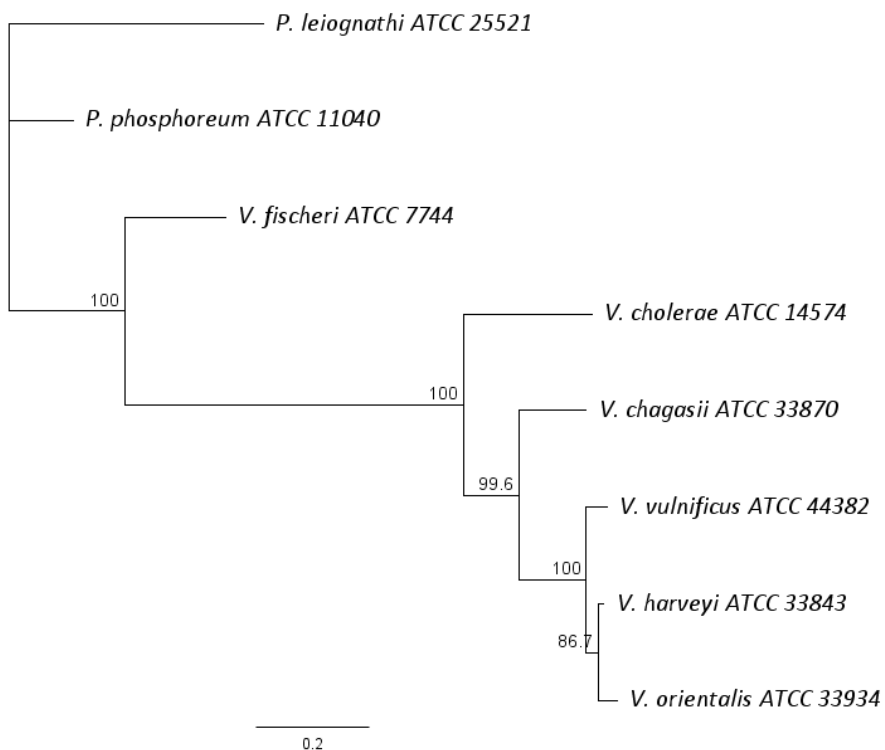 P. leiognathi ATCC 25521
P. phosphoreum ATCC 11040
V. fischeri ATCC 7744
100
V. cholerae ATCC 14574
100
V. chagasii ATCC 33870
99.6
V. vulnificus ATCC 44382
100
V. harveyi ATCC 33843
86.7
V. orientalis ATCC 33934
0.2